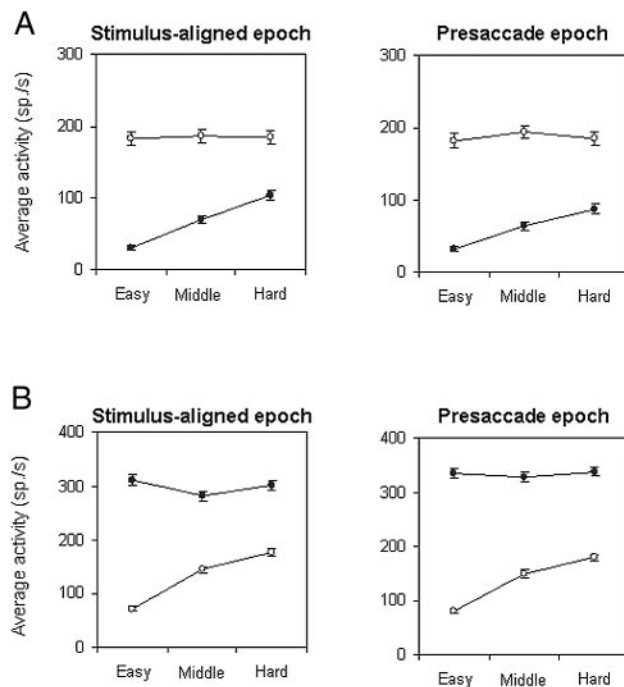 A
Stimulus-aligned epoch
Average activity (sp./s)
300
200
100
0
Easy Middle Hard
Presaccade epoch
300
200
100
0
Easy Middle Hard
B
Stimulus-aligned epoch
Average activity (sp./s)
400
300
200
100
0
Easy Middle Hard
Presaccade epoch
400
300
200
100
0
Easy Middle Hard